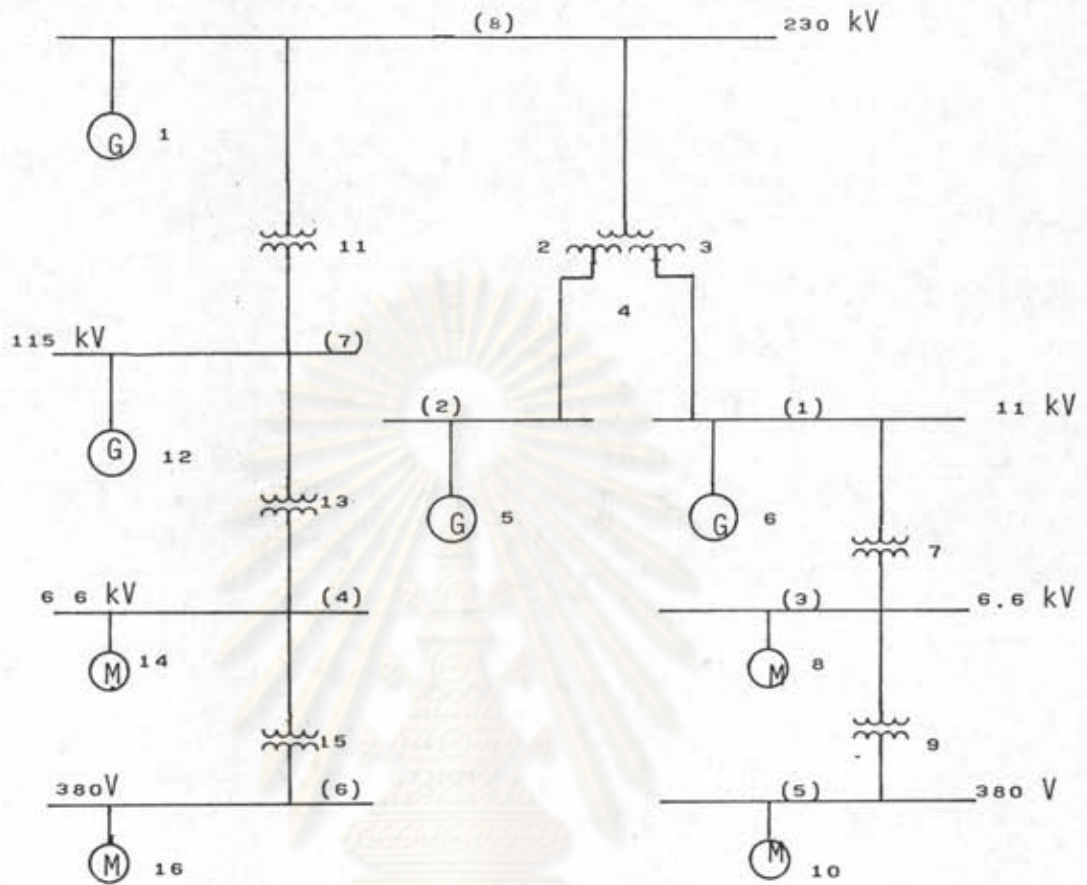 (8) 230 kV
G 1
11 2 3
4
115 kV (7)
(2) (1) 11 kV
G 12
13 G 5 G 6
7
6 6 kV (4) (3) 6.6 kV
M 14 M 8
15 9
380V (6) (5) 380 V
M 16 M 10